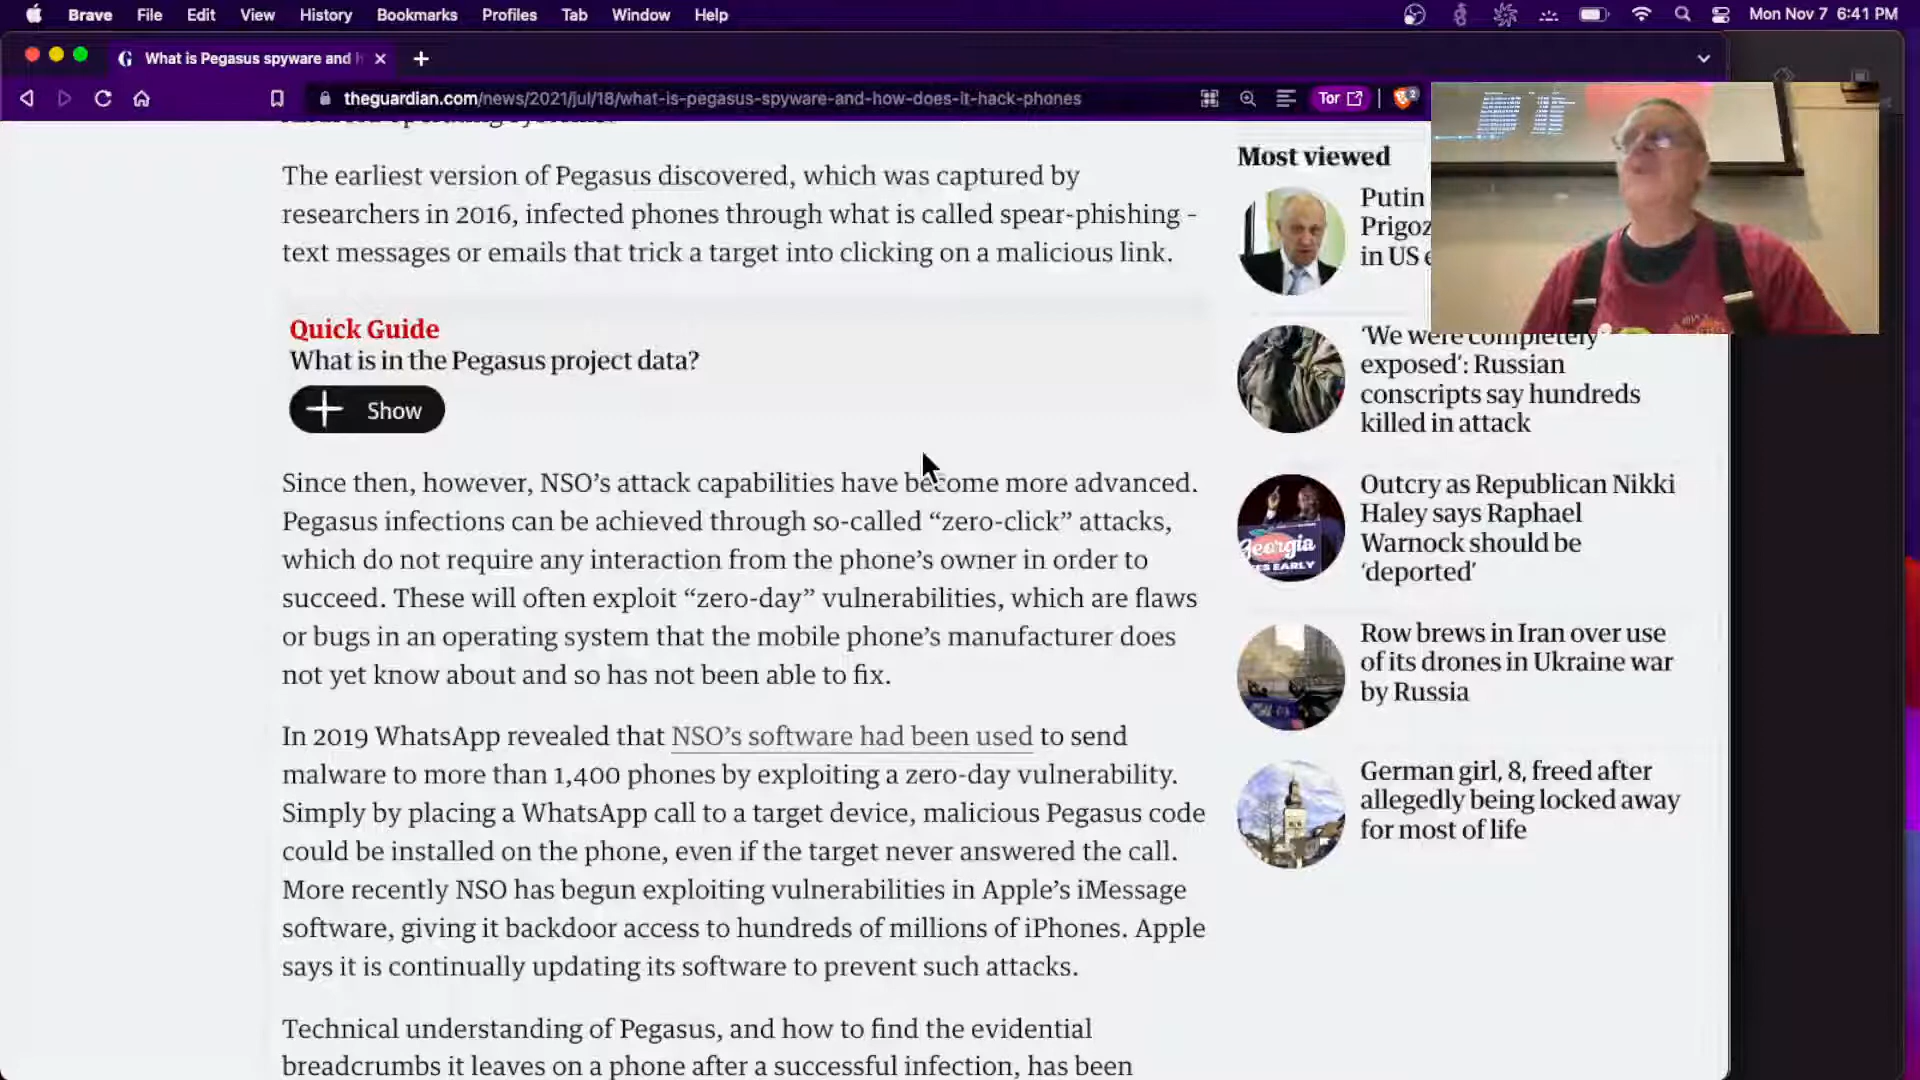 Brave File Edit View History Bookmarks Profiles Tab Window Help Mon Nov 7 6:41 PM
What is Pegasus spyware and
theguardian.com/news/2021/jul/18/what-is-pegasus-spyware-and-how-does-it-hack-phones Tor 2
The earliest version of Pegasus discovered, which was captured by
researchers in 2016, infected phones through what is called spear-phishing –
text messages or emails that trick a target into clicking on a malicious link.
Quick Guide
What is in the Pegasus project data?
Show
Since then, however, NSO’s attack capabilities have become more advanced.
Pegasus infections can be achieved through so-called “zero-click” attacks,
which do not require any interaction from the phone’s owner in order to
succeed. These will often exploit “zero-day” vulnerabilities, which are flaws
or bugs in an operating system that the mobile phone’s manufacturer does
not yet know about and so has not been able to fix.
In 2019 WhatsApp revealed that NSO’s software had been used to send
malware to more than 1,400 phones by exploiting a zero-day vulnerability.
Simply by placing a WhatsApp call to a target device, malicious Pegasus code
could be installed on the phone, even if the target never answered the call.
More recently NSO has begun exploiting vulnerabilities in Apple’s iMessage
software, giving it backdoor access to hundreds of millions of iPhones. Apple
says it is continually updating its software to prevent such attacks.
Technical understanding of Pegasus, and how to find the evidential
breadcrumbs it leaves on a phone after a successful infection, has been
Most viewed
Putin
in US
‘We were completely
exposed’: Russian
conscripts say hundreds
killed in attack
Georgia
Outcry as Republican Nikki
Haley says Raphael
Warnock should be
‘deported’
Row brews in Iran over use
of its drones in Ukraine war
by Russia
German girl, 8, freed after
allegedly being locked away
for most of life